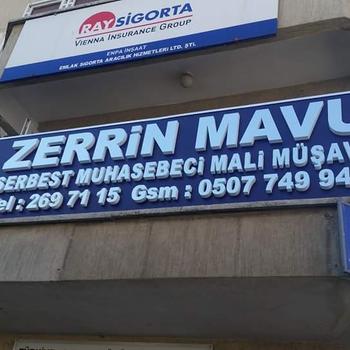 RAY SİGORTA
VIENNA INSURANCE GROUP
ENPA İNŞAAT
EMLAK SİGORTA ARACILIK HİZMETLERİ LTD. ŞTİ.
ZERRİN MAVU
SERBEST MUHASEBECİ MALİ MÜŞAV
Tel : 269 71 15 Gsm : 0507 749 94